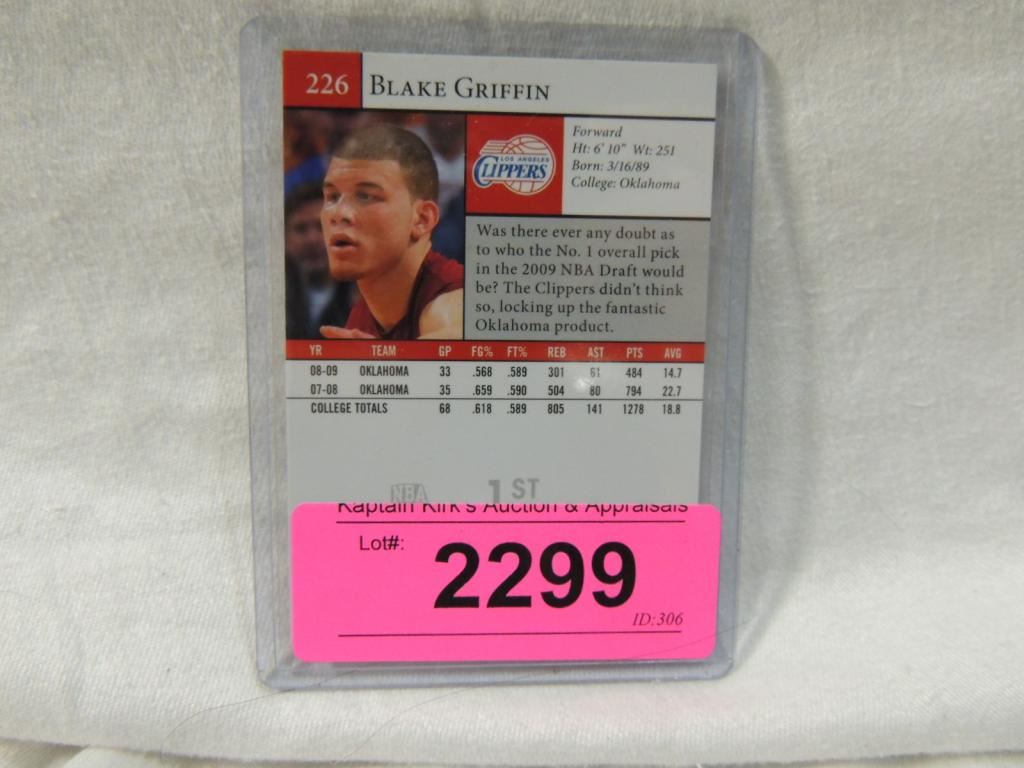 226 BLAKE GRIFFIN
LOS ANGELES
CLIPPERS
Forward
Ht: 6' 10" Wt: 251
Born: 3/16/89
College: Oklahoma
Was there ever any doubt as
to who the No. 1 overall pick
in the 2009 NBA Draft would
be? The Clippers didn't think
so, locking up the fantastic
Oklahoma product.
YR TEAM GP FG% FT% REB AST PTS AVG
08-09 OKLAHOMA 33 .568 .589 301 61 484 14.7
07-08 OKLAHOMA 35 .659 .590 504 80 794 22.7
COLLEGE TOTALS 68 .618 .589 805 141 1278 18.8
NBA 1ST
Kaptain Kirk's Auction & Appraisals
Lot#: 2299
ID:306